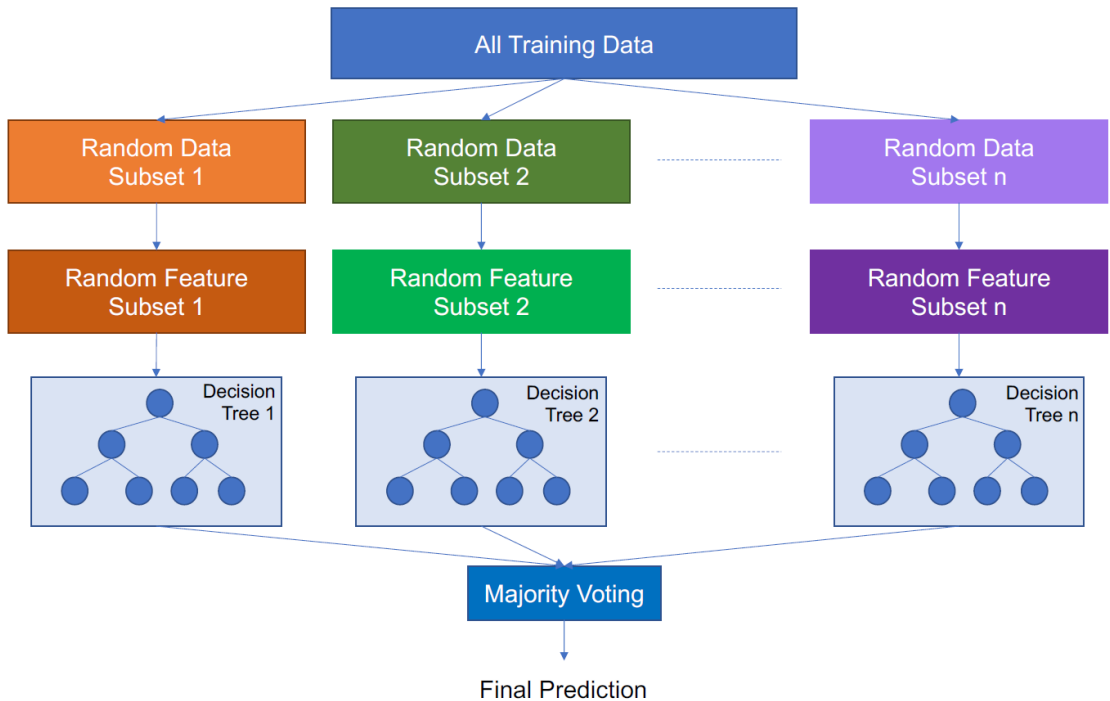 All Training Data
Random Data
Subset 1
Random Data
Subset 2
Random Data
Subset n
Random Feature
Subset 1
Random Feature
Subset 2
Random Feature
Subset n
Decision
Tree 1
Decision
Tree 2
Decision
Tree n
Majority Voting
Final Prediction